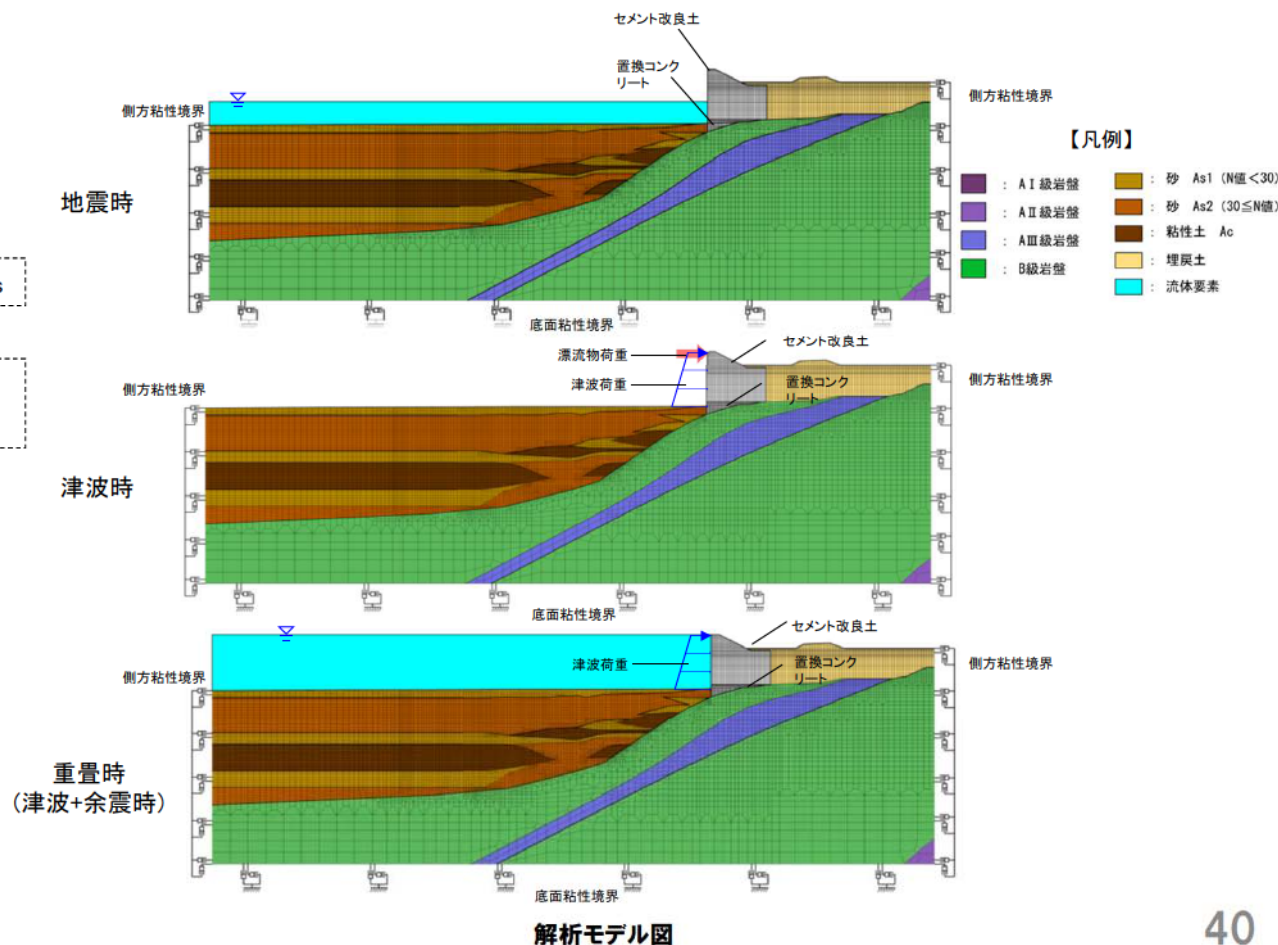 セメント改良土
置換コンク
リート
側方粘性境界
側方粘性境界
地震時
底面粘性境界
【凡例】
: AⅠ級岩盤
: AⅡ級岩盤
: AⅢ級岩盤
: B級岩盤
: 砂 As1（N値＜30）
: 砂 As2（30≦N値）
: 粘性土 Ac
: 埋戻土
: 流体要素
s
漂流物荷重
セメント改良土
津波荷重
置換コンク
リート
側方粘性境界
側方粘性境界
津波時
底面粘性境界
セメント改良土
津波荷重
置換コンク
リート
側方粘性境界
側方粘性境界
重畳時
（津波+余震時）
底面粘性境界
解析モデル図
40